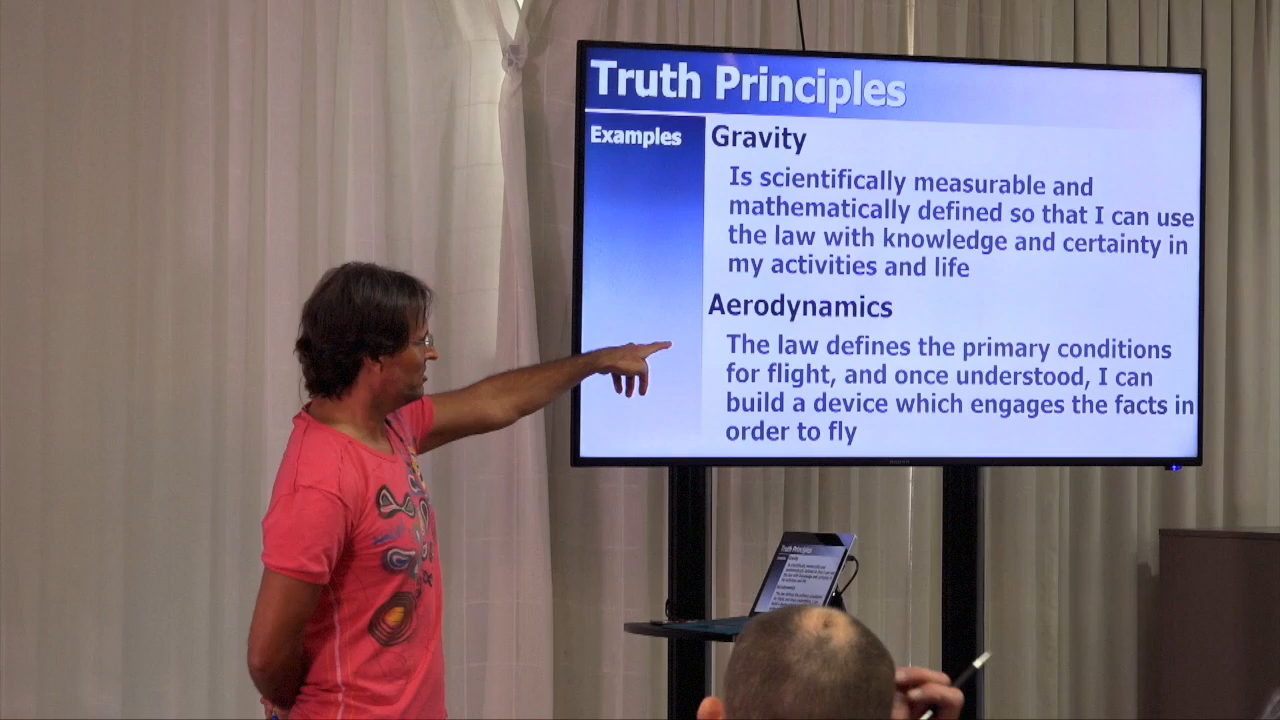 Truth Principles
Examples
Gravity
Is scientifically measurable and
mathematically defined so that I can use
the law with knowledge and certainty in
my activities and life
Aerodynamics
The law defines the primary conditions
for flight, and once understood, I can
build a device which engages the facts in
order to fly
Truth Principles